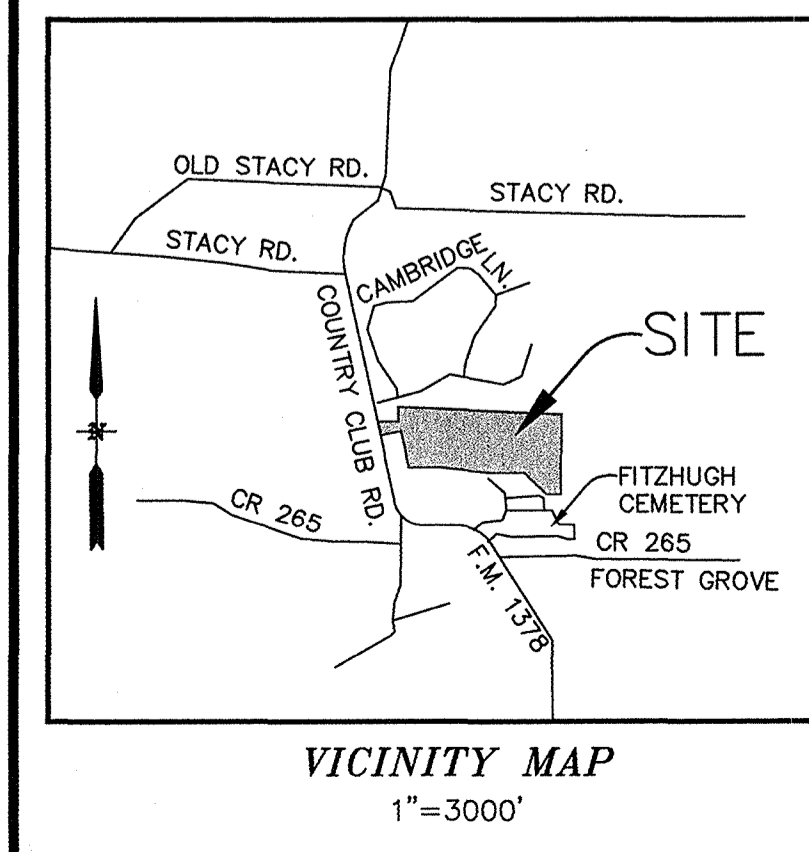 OLD STACY RD.
STACY RD.
STACY RD.
CAMBRIDGE LN.
COUNTRY CLUB RD.
SITE
N
FITZHUGH
CEMETERY
CR 265
CR 265
FOREST GROVE
F.M. 1378
VICINITY MAP
1"=3000'